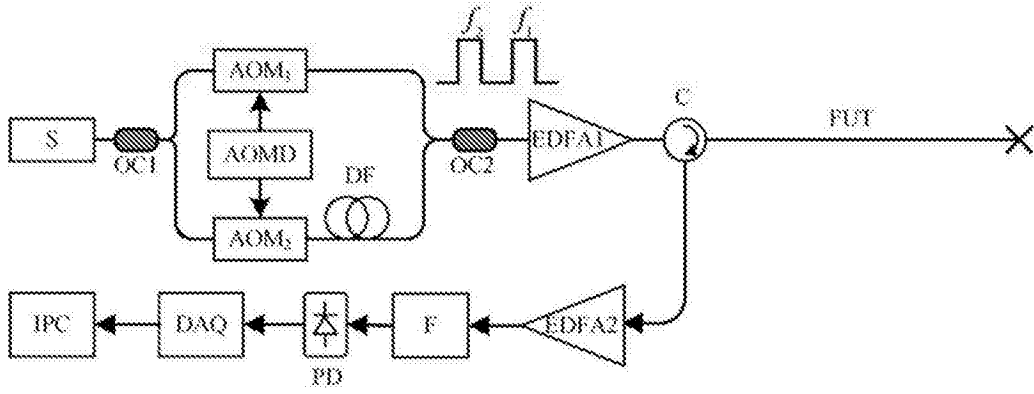 f₂ f₁
AOM₁
C
S
OC1
AOMD
OC2
EDFA1
FUT
DF
AOM₂
IPC
DAQ
PD
F
EDFA2